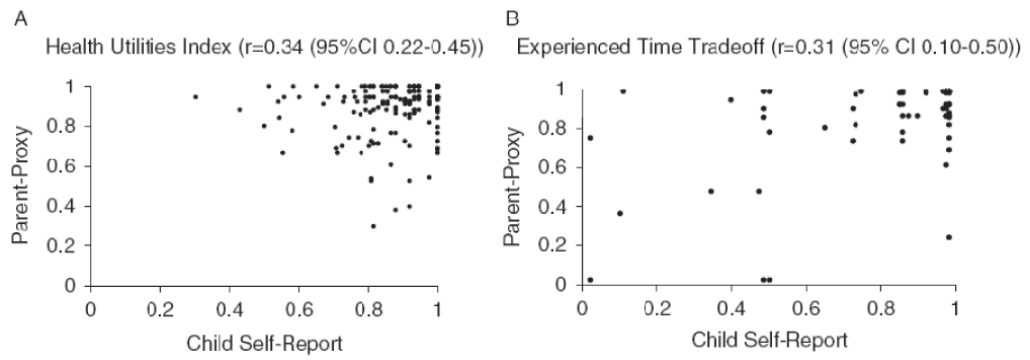 A
Health Utilities Index (r=0.34 (95%CI 0.22-0.45))
1
0.8
0.6
0.4
0.2
0
Parent-Proxy
0 0.2 0.4 0.6 0.8 1
Child Self-Report
B
Experienced Time Tradeoff (r=0.31 (95% CI 0.10-0.50))
1
0.8
0.6
0.4
0.2
0
Parent-Proxy
0 0.2 0.4 0.6 0.8 1
Child Self-Report